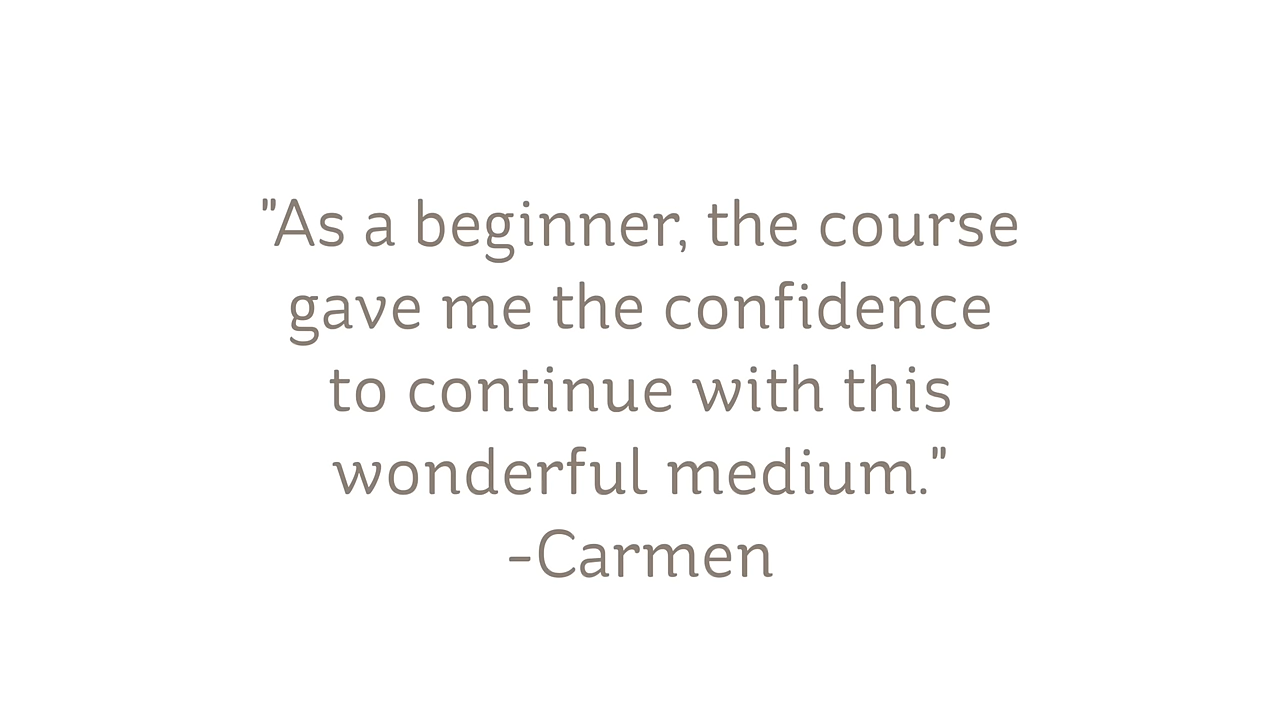 "As a beginner, the course
gave me the confidence
to continue with this
wonderful medium."
-Carmen